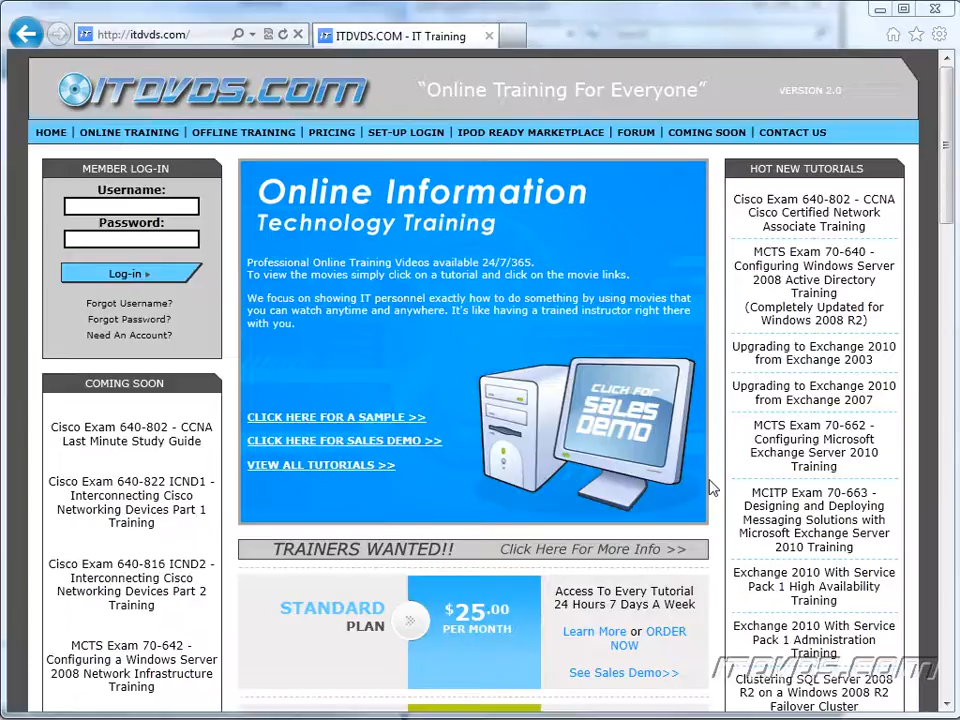 http://itdvds.com/
ITDVDS.COM - IT Training
ITDVDS.COM
“Online Training For Everyone”
VERSION 2.0
HOME | ONLINE TRAINING | OFFLINE TRAINING | PRICING | SET-UP LOGIN | IPOD READY MARKETPLACE | FORUM | COMING SOON | CONTACT US
MEMBER LOG-IN
Username:
Password:
Log-in »
Forgot Username?
Forgot Password?
Need An Account?
COMING SOON
Cisco Exam 640-802 - CCNA
Last Minute Study Guide
Cisco Exam 640-822 ICND1 -
Interconnecting Cisco
Networking Devices Part 1
Training
Cisco Exam 640-816 ICND2 -
Interconnecting Cisco
Networking Devices Part 2
Training
MCTS Exam 70-642 -
Configuring a Windows Server
2008 Network Infrastructure
Training
Online Information
Technology Training
Professional Online Training Videos available 24/7/365.
To view the movies simply click on a tutorial and click on the movie links.
We focus on showing IT personnel exactly how to do something by using movies that
you can watch anytime and anywhere. It's like having a trained instructor right there
with you.
CLICK HERE FOR A SAMPLE >>
CLICK HERE FOR SALES DEMO >>
VIEW ALL TUTORIALS >>
CLICK FOR
SALES
DEMO
TRAINERS WANTED!! Click Here For More Info >>
STANDARD
PLAN
$25.00
PER MONTH
Access To Every Tutorial
24 Hours 7 Days A Week
Learn More or ORDER
NOW
See Sales Demo>>
HOT NEW TUTORIALS
Cisco Exam 640-802 - CCNA
Cisco Certified Network
Associate Training
MCTS Exam 70-640 -
Configuring Windows Server
2008 Active Directory
Training
(Completely Updated for
Windows 2008 R2)
Upgrading to Exchange 2010
from Exchange 2003
Upgrading to Exchange 2010
from Exchange 2007
MCTS Exam 70-662 -
Configuring Microsoft
Exchange Server 2010
Training
MCITP Exam 70-663 -
Designing and Deploying
Messaging Solutions with
Microsoft Exchange Server
2010 Training
Exchange 2010 With Service
Pack 1 High Availability
Training
Exchange 2010 With Service
Pack 1 Administration
Training
Clustering SQL Server 2008
R2 on a Windows 2008 R2
Failover Cluster
ITDVDS.COM